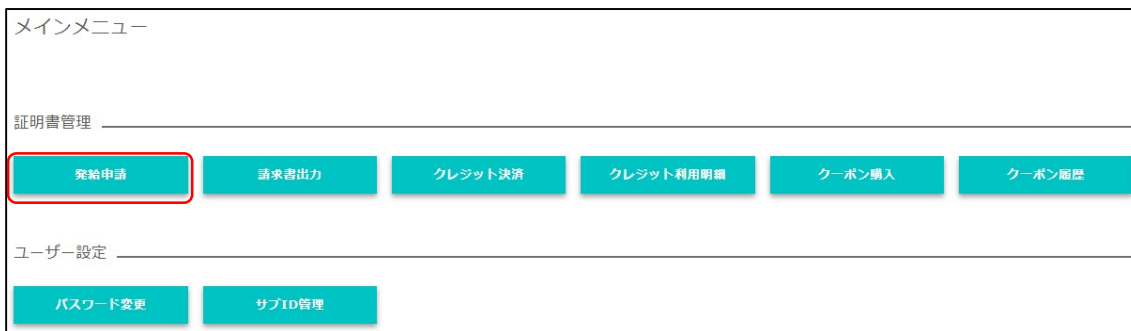 メインメニュー
証明書管理
発給申請 請求書出力 クレジット決済 クレジット利用明細 クーポン購入 クーポン履歴
ユーザー設定
パスワード変更 サブID管理